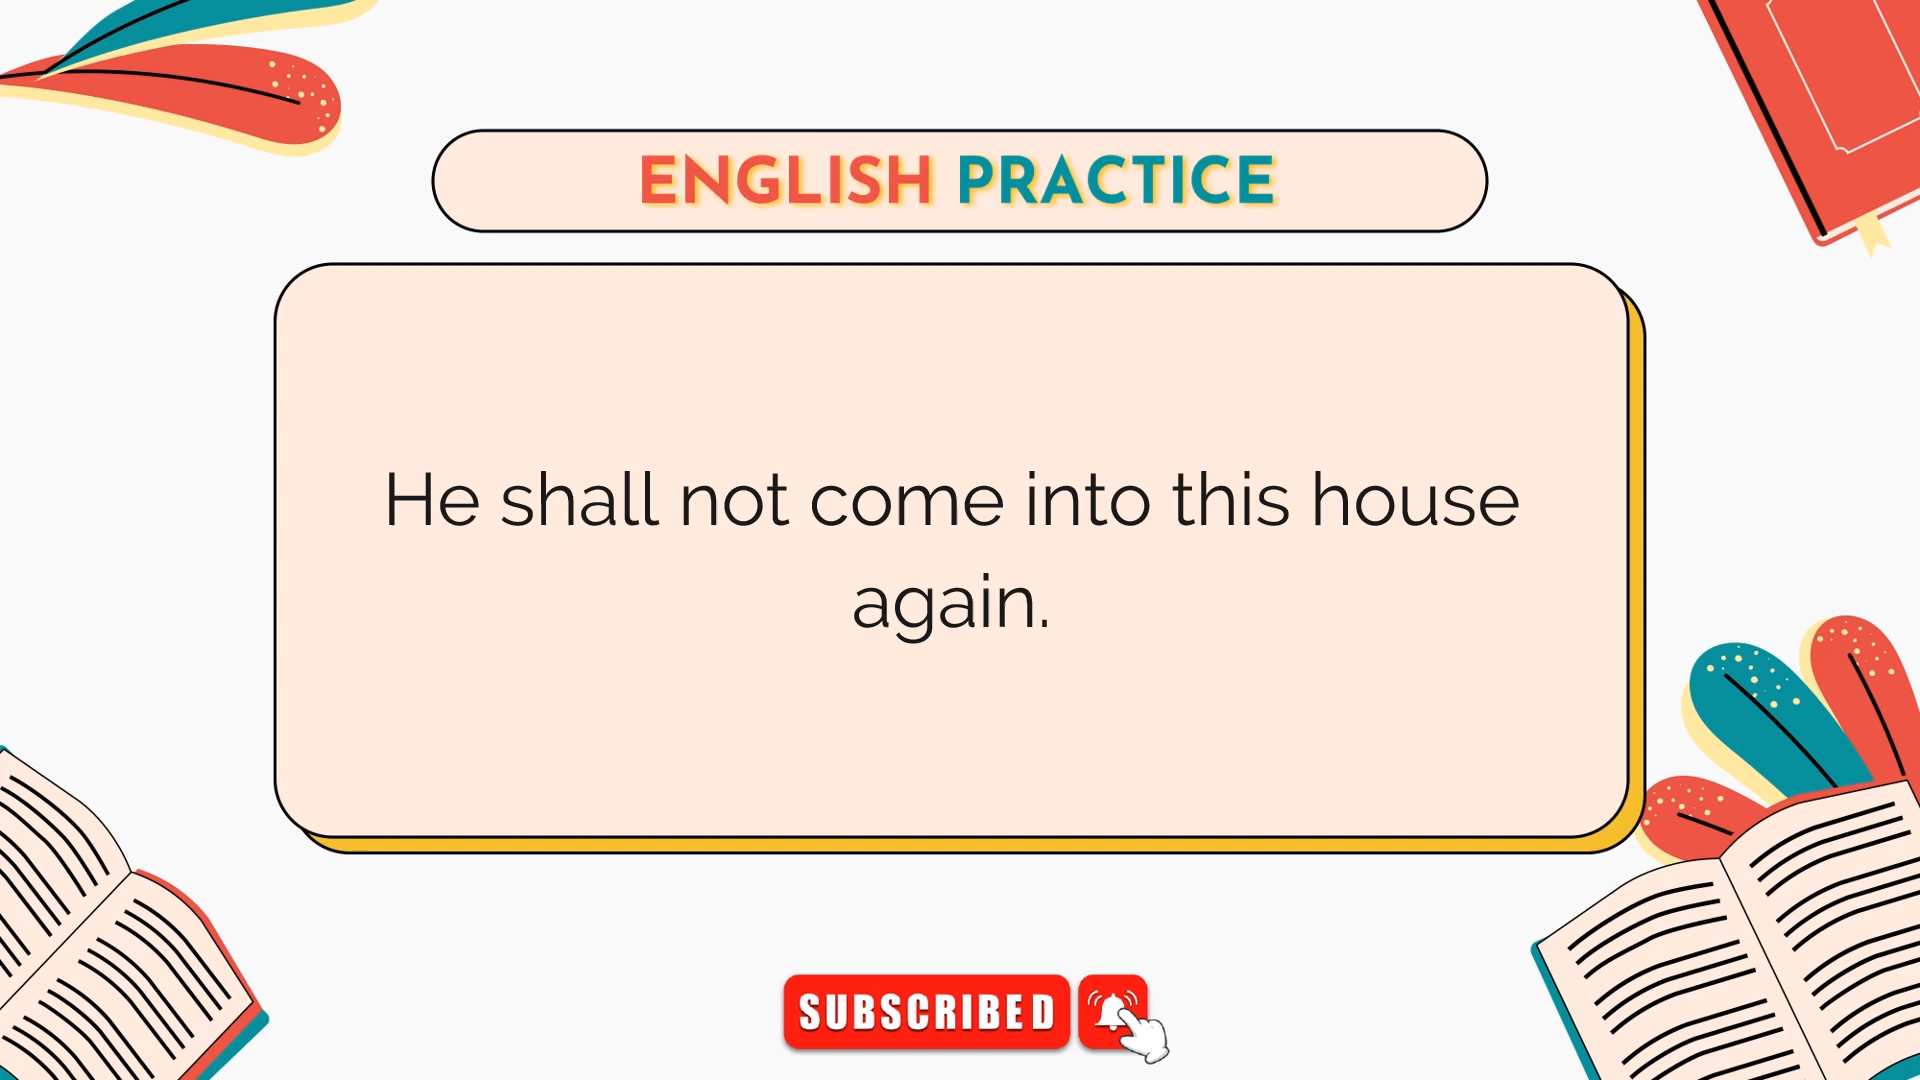 ENGLISH PRACTICE
He shall not come into this house
again.
SUBSCRIBED